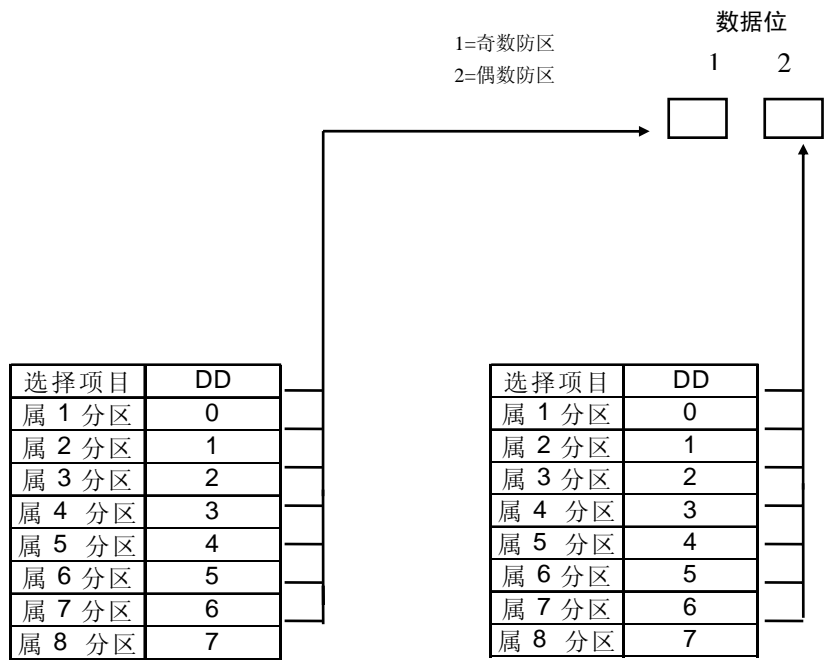 数据位
1=奇数防区
1 2
2=偶数防区
选择项目 DD
属 1 分区 0
属 2 分区 1
属 3 分区 2
属 4 分区 3
属 5 分区 4
属 6 分区 5
属 7 分区 6
属 8 分区 7
选择项目 DD
属 1 分区 0
属 2 分区 1
属 3 分区 2
属 4 分区 3
属 5 分区 4
属 6 分区 5
属 7 分区 6
属 8 分区 7